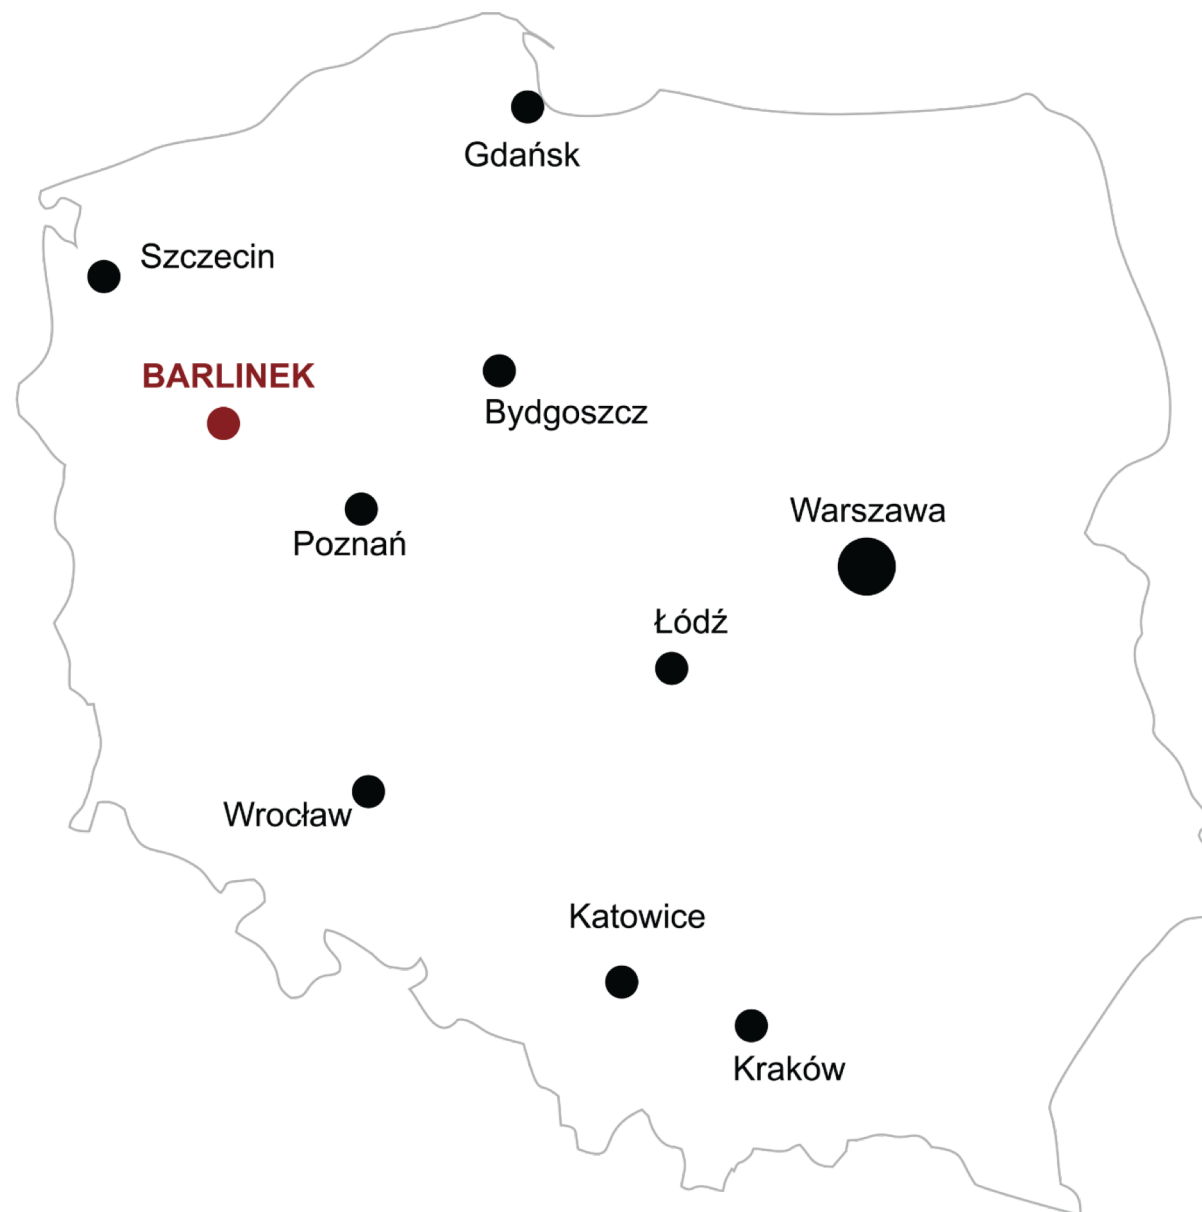 Gdańsk
Szczecin
BARLINEK
Bydgoszcz
Warszawa
Poznań
Łódź
Wrocław
Katowice
Kraków